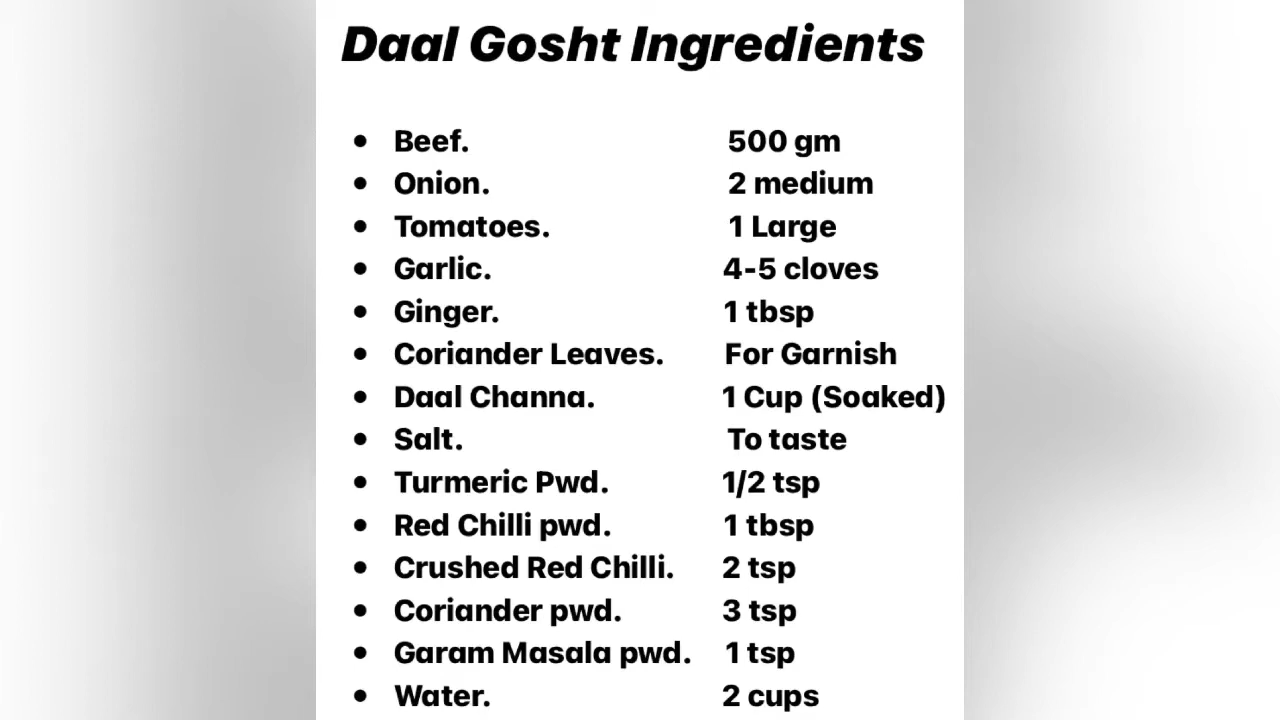 Daal Gosht Ingredients
• Beef. 500 gm
• Onion. 2 medium
• Tomatoes. 1 Large
• Garlic. 4-5 cloves
• Ginger. 1 tbsp
• Coriander Leaves. For Garnish
• Daal Channa. 1 Cup (Soaked)
• Salt. To taste
• Turmeric Pwd. 1/2 tsp
• Red Chilli pwd. 1 tbsp
• Crushed Red Chilli. 2 tsp
• Coriander pwd. 3 tsp
• Garam Masala pwd. 1 tsp
• Water. 2 cups